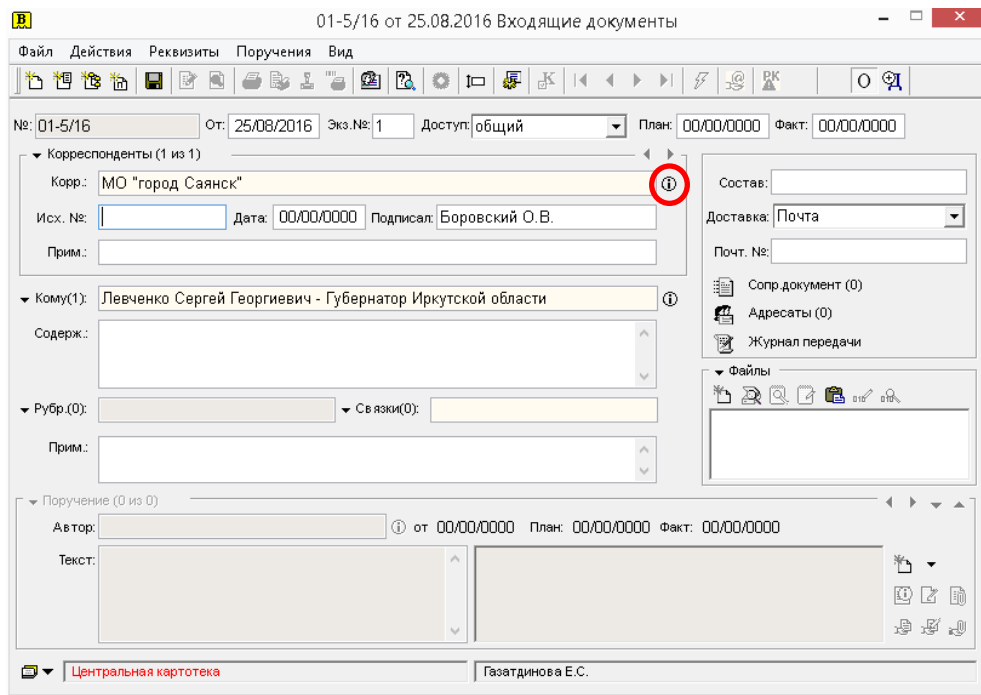 01-5/16 от 25.08.2016 Входящие документы
Файл Действия Реквизиты Поручения Вид
О
РК
№: 01-5/16 От: 25/08/2016 Экз.№: 1 Доступ: общий План: 00/00/0000 Факт: 00/00/0000
Корреспонденты (1 из 1)
Корр.: МО "город Саянск"
Состав:
Исх. №: Дата: 00/00/0000 Подписал: Боровский О.В.
Доставка: Почта
Прим.:
Почт. №:
Сопр.документ (0)
Кому(1): Левченко Сергей Георгиевич - Губернатор Иркутской области
Адресаты (0)
Содерж.:
Журнал передачи
Файлы
Рубр.(0): Связки(0):
Прим.:
Поручение (0 из 0)
Автор: от 00/00/0000 План: 00/00/0000 Факт: 00/00/0000
Текст:
Центральная картотека Газатдинова Е.С.